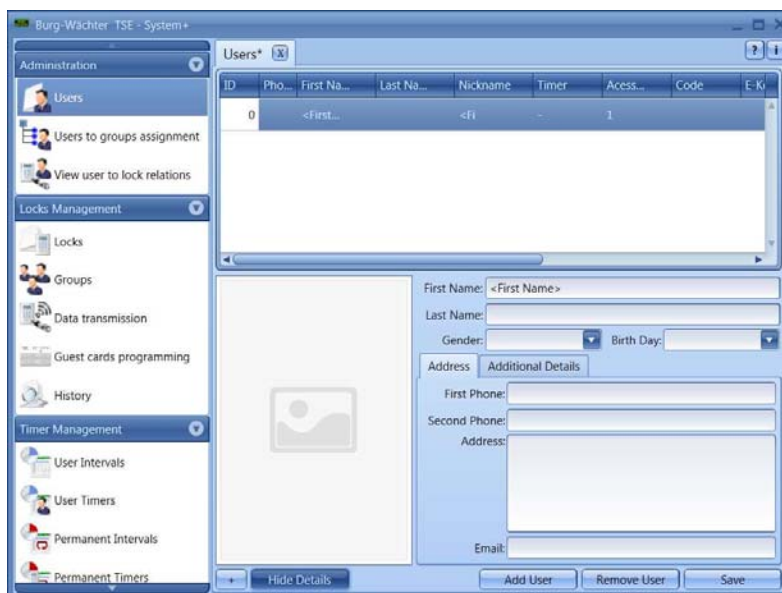 Burg-Wächter TSE - System+
Administration
Users
Users to groups assignment
View user to lock relations
Locks Management
Locks
Groups
Data transmission
Guest cards programming
History
Timer Management
User Intervals
User Timers
Permanent Intervals
Permanent Timers
Users* X
? i
ID Pho... First Na... Last Na... Nickname Timer Acess... Code
0 <First... <Fi - 1
First Name: <First Name>
Last Name:
Gender: Birth Day:
Address Additional Details
First Phone:
Second Phone:
Address:
Email:
+ Hide Details Add User Remove User Save